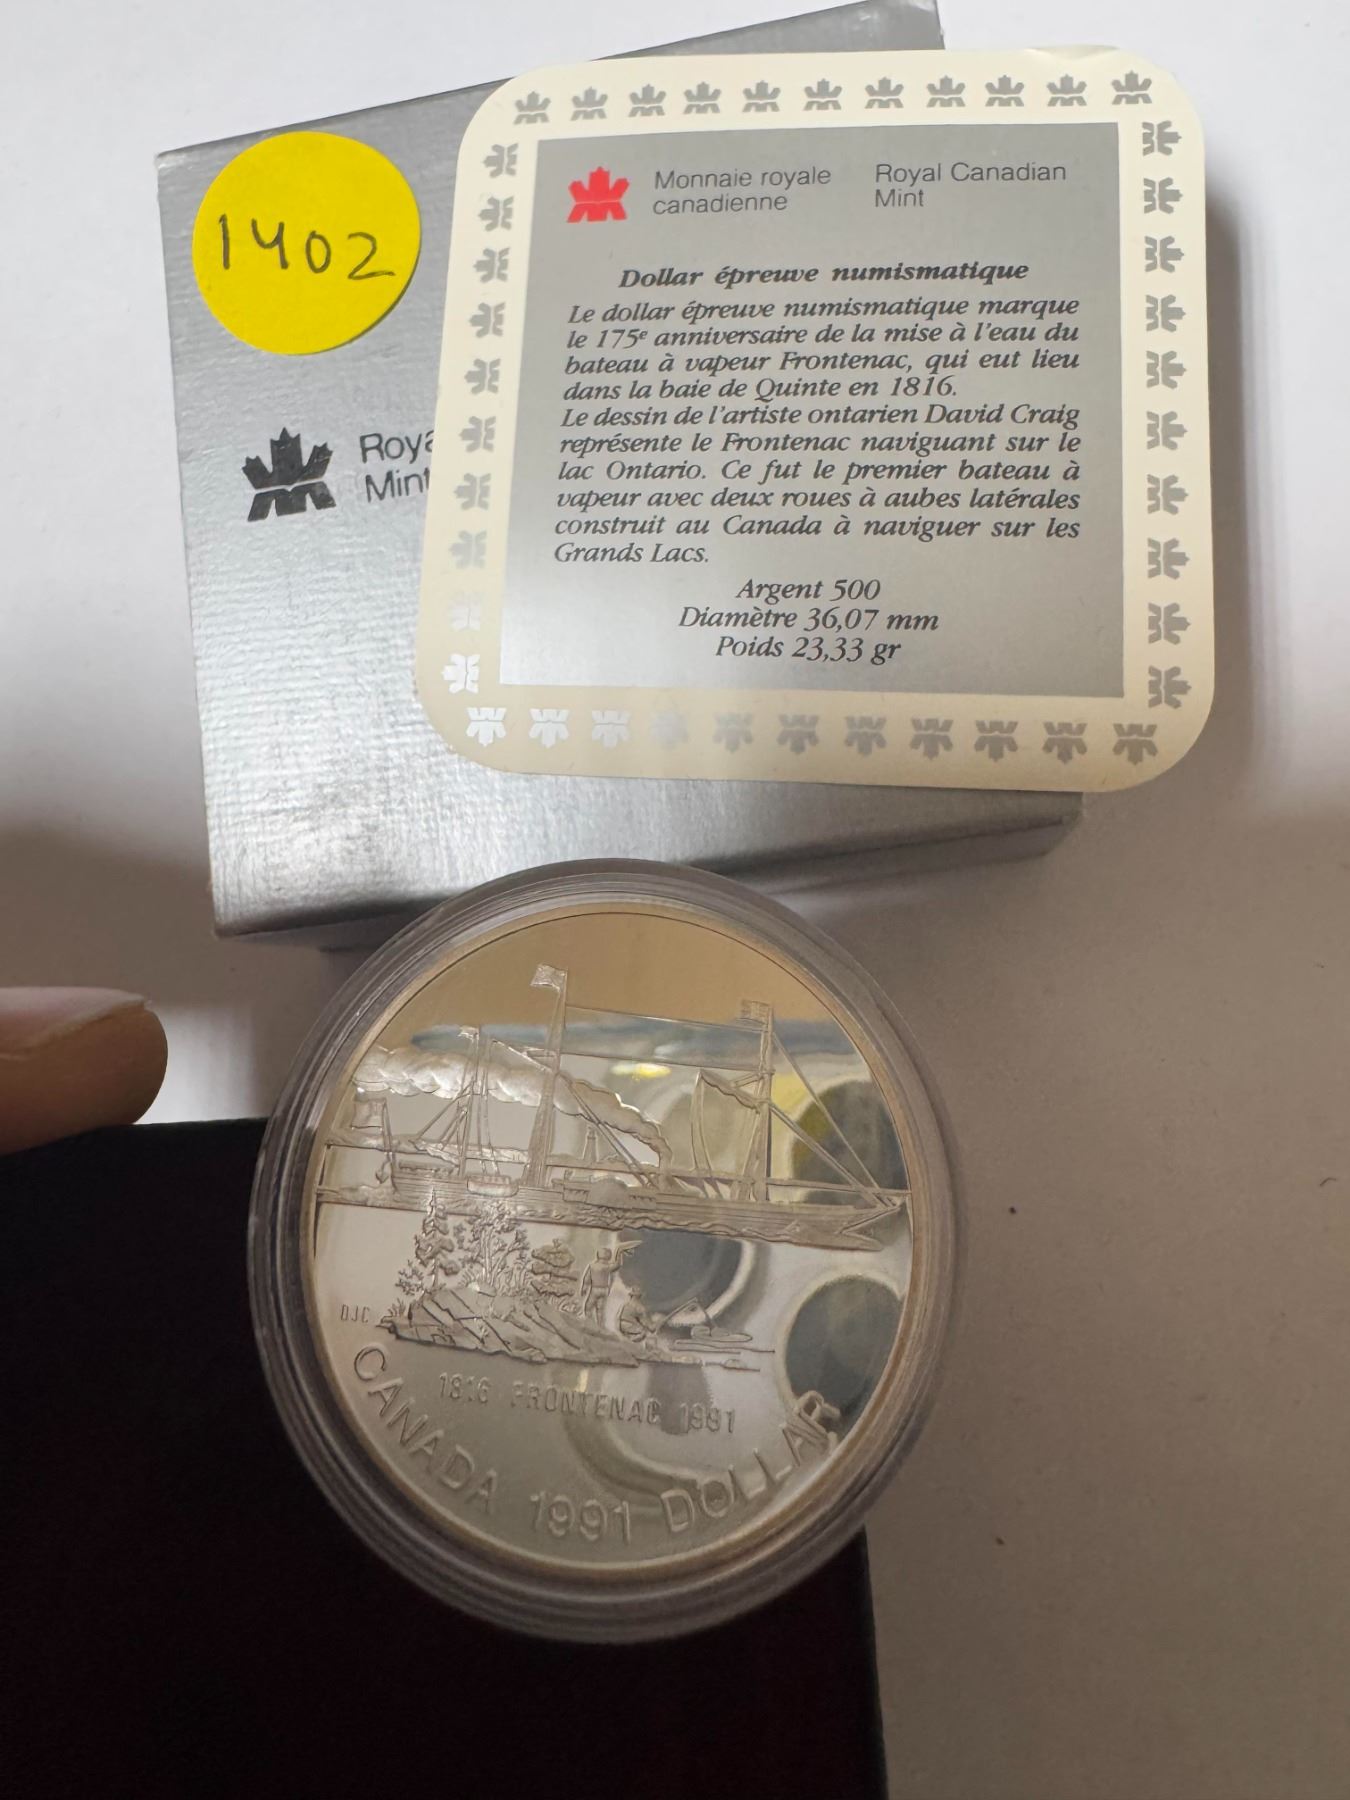 1402
Roya
Mint
Monnaie royale
canadienne
Royal Canadian
Mint
Dollar épreuve numismatique
Le dollar épreuve numismatique marque
le 175e anniversaire de la mise à l'eau du
bateau à vapeur Frontenac, qui eut lieu
dans la baie de Quinte en 1816.
Le dessin de l'artiste ontarien David Craig
représente le Frontenac naviguant sur le
lac Ontario. Ce fut le premier bateau à
vapeur avec deux roues à aubes latérales
construit au Canada à naviguer sur les
Grands Lacs.
Argent 500
Diamètre 36,07 mm
Poids 23,33 gr
DJC
1816 FRONTENAC 1991
CANADA 1991 DOLLAR